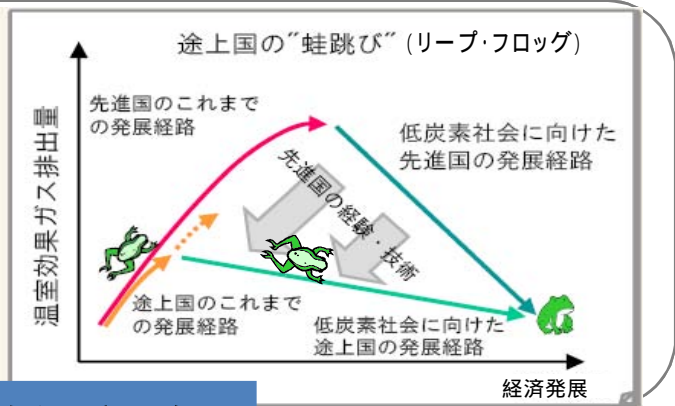 途上国の"蛙跳び" (リープ・フロッグ)
温室効果ガス排出量
先進国のこれまで
の発展経路
低炭素社会に向けた
先進国の発展経路
先進国の経験・技術
途上国のこれまで
の発展経路
低炭素社会に向けた
途上国の発展経路
経済発展